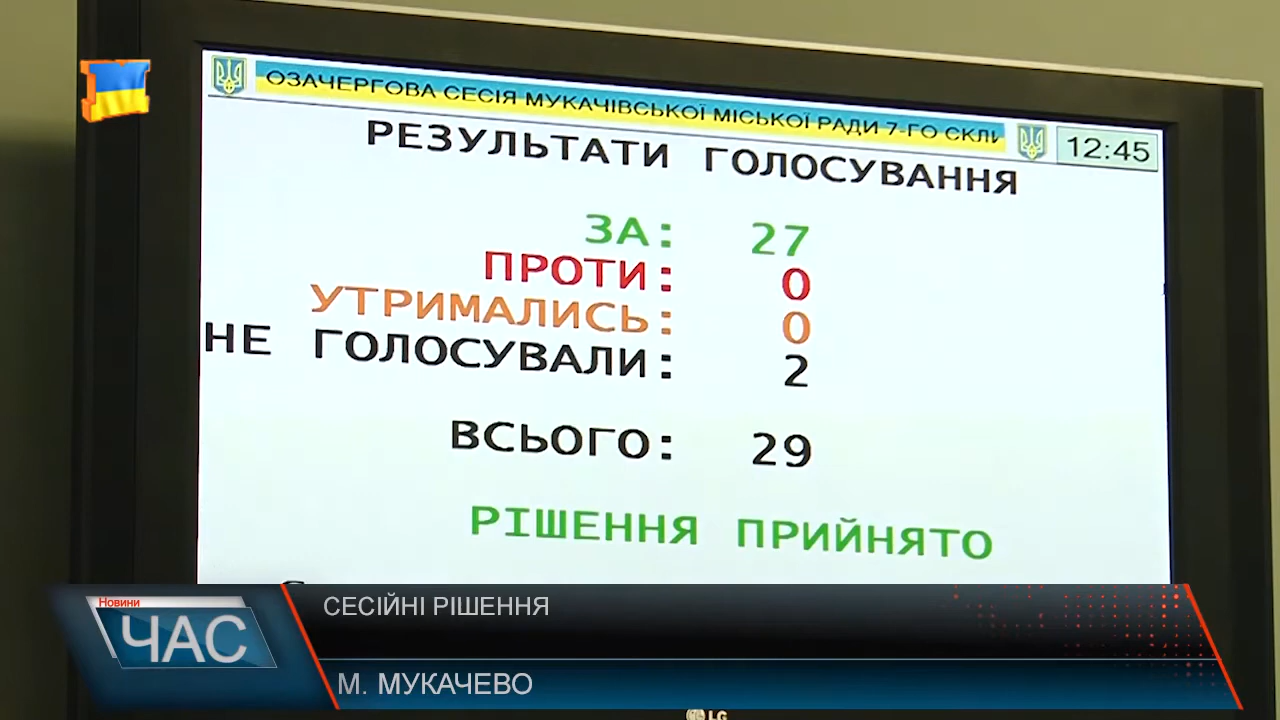 ОЗАЧЕРГОВА СЕСІЯ МУКАЧІВСЬКОЇ МІСЬКОЇ РАДИ 7-ГО СКЛИ
12:45
РЕЗУЛЬТАТИ ГОЛОСУВАННЯ
ЗА: 27
ПРОТИ: 0
УТРИМАЛИСЬ: 0
НЕ ГОЛОСУВАЛИ: 2
ВСЬОГО: 29
РІШЕННЯ ПРИЙНЯТО
Новини
ЧАС
СЕСІЙНІ РІШЕННЯ
М. МУКАЧЕВО
LG